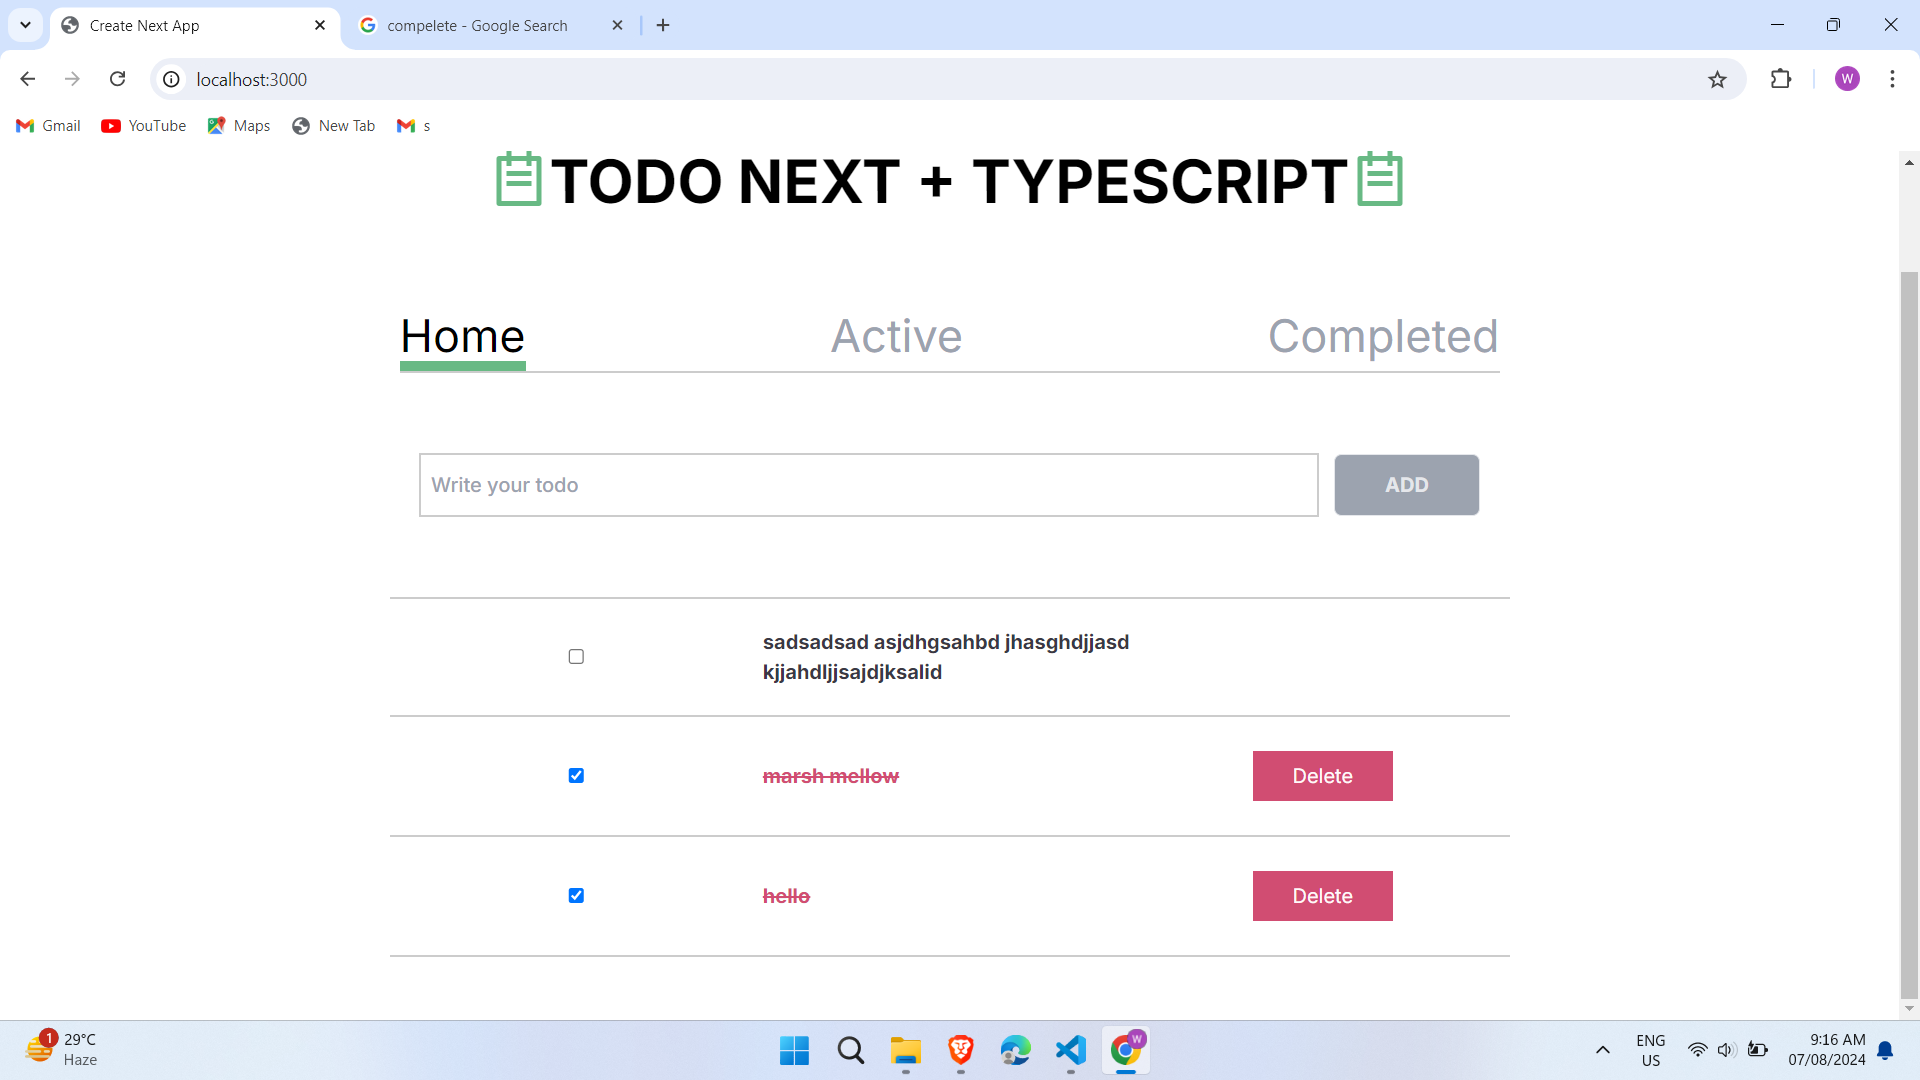 Create Next App
compelete - Google Search
localhost:3000
W
Gmail
YouTube
Maps
New Tab
s
TODO NEXT + TYPESCRIPT
Home
Active
Completed
Write your todo
ADD
sadsadsad asjdhgsahbd jhasghdjjasd
kjjahdljjsajdjksalid
marsh mellow
Delete
hello
Delete
1
29°C
Haze
W
ENG
US
9:16 AM
07/08/2024